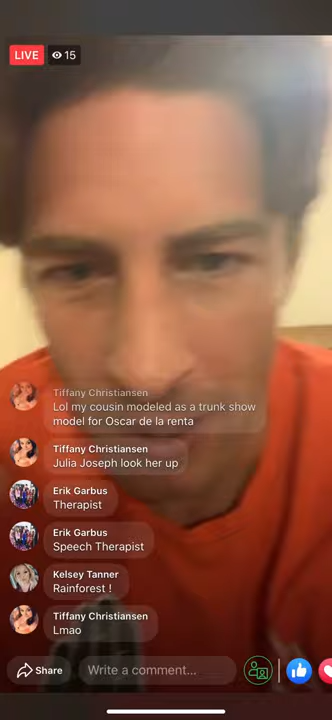 LIVE 15
Tiffany Christiansen
Lol my cousin modeled as a trunk show
model for Oscar de la renta
Tiffany Christiansen
Julia Joseph look her up
Erik Garbus
Therapist
Erik Garbus
Speech Therapist
Kelsey Tanner
Rainforest !
Tiffany Christiansen
Lmao
Share Write a comment...